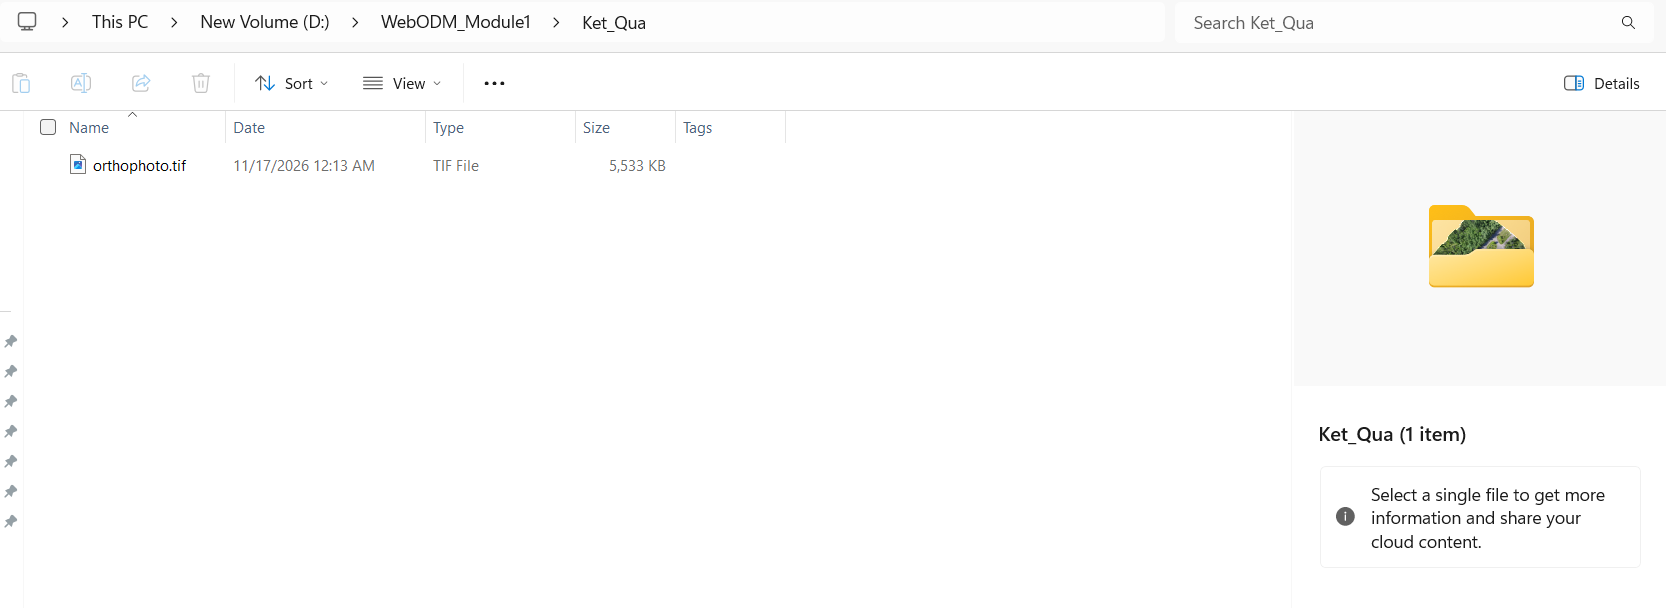 This PC New Volume (D:) WebODM_Module1 Ket_Qua Search Ket_Qua
Sort View Details
Name Date Type Size Tags
orthophoto.tif 11/17/2026 12:13 AM TIF File 5,533 KB
Ket_Qua (1 item)
Select a single file to get more
information and share your
cloud content.